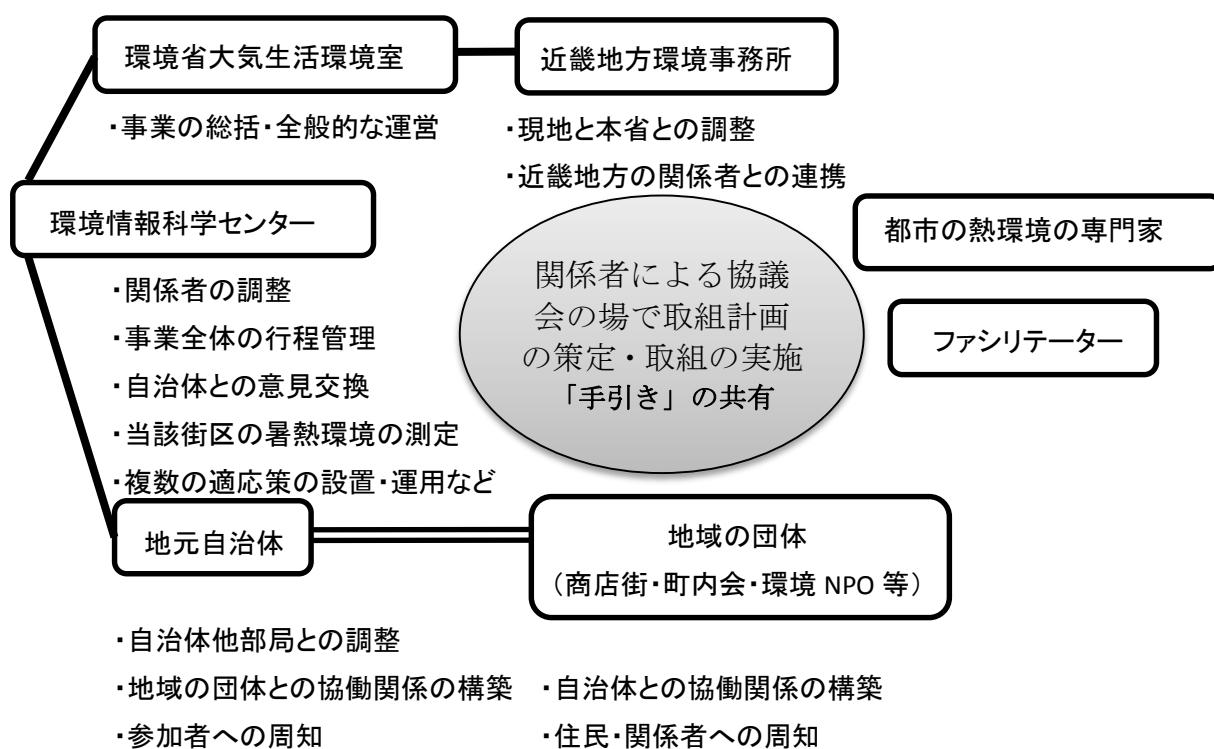 環境省大気生活環境室
近畿地方環境事務所
・事業の総括・全般的な運営
・現地と本省との調整
・近畿地方の関係者との連携
環境情報科学センター
都市の熱環境の専門家
関係者による協議
会の場で取組計画
の策定・取組の実施
「手引き」の共有
ファシリテーター
・関係者の調整
・事業全体の行程管理
・自治体との意見交換
・当該街区の暑熱環境の測定
・複数の適応策の設置・運用など
地元自治体
地域の団体
（商店街・町内会・環境 NPO 等）
・自治体他部局との調整
・地域の団体との協働関係の構築
・参加者への周知
・自治体との協働関係の構築
・住民・関係者への周知